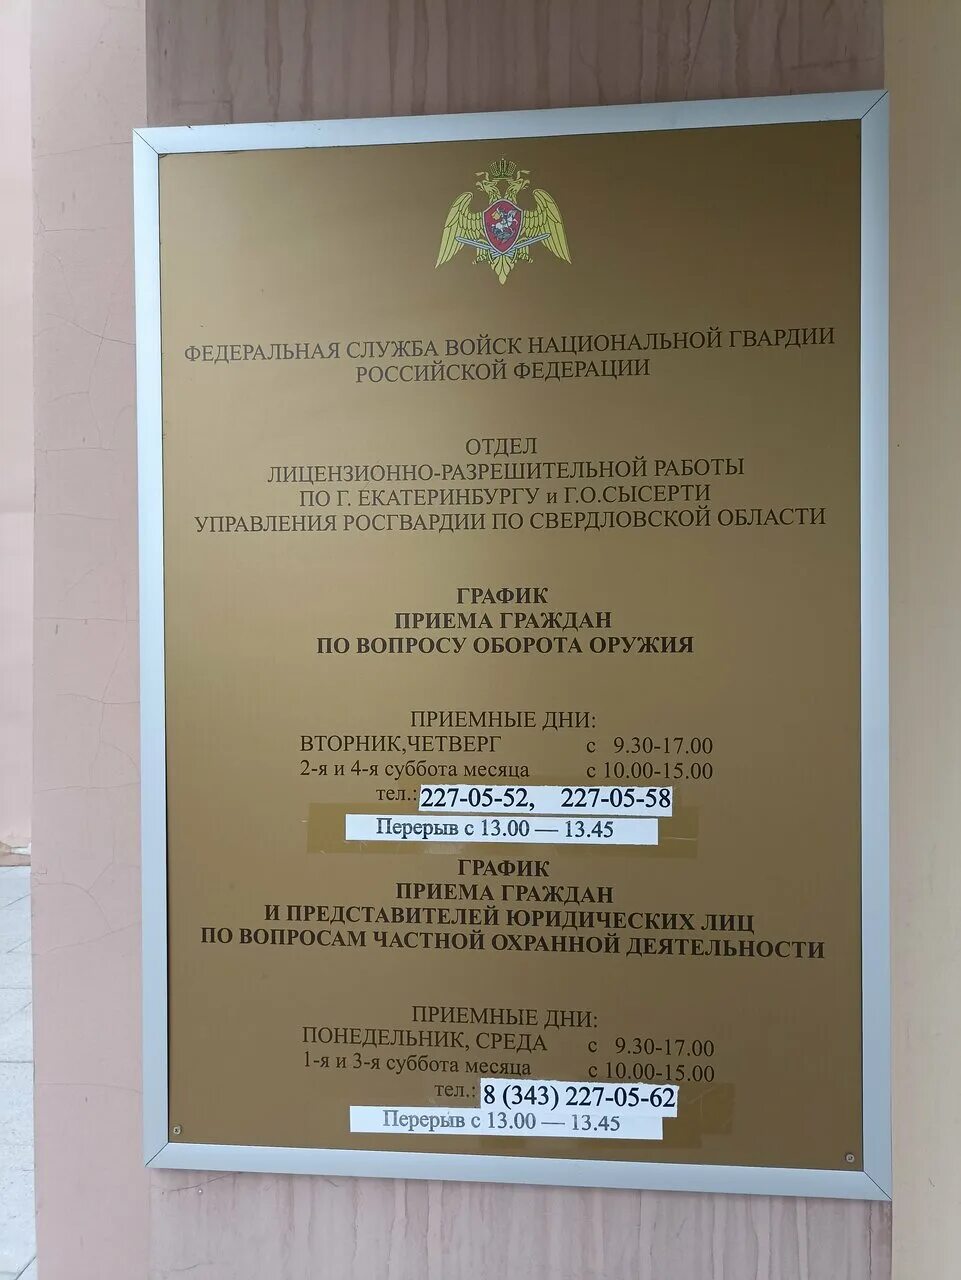 ФЕДЕРАЛЬНАЯ СЛУЖБА ВОЙСК НАЦИОНАЛЬНОЙ ГВАРДИИ
РОССИЙСКОЙ ФЕДЕРАЦИИ
ОТДЕЛ
ЛИЦЕНЗИОННО-РАЗРЕШИТЕЛЬНОЙ РАБОТЫ
ПО Г. ЕКАТЕРИНБУРГУ и Г.О.СЫСЕРТИ
УПРАВЛЕНИЯ РОСГВАРДИИ ПО СВЕРДЛОВСКОЙ ОБЛАСТИ
ГРАФИК
ПРИЕМА ГРАЖДАН
ПО ВОПРОСУ ОБОРОТА ОРУЖИЯ
ПРИЕМНЫЕ ДНИ:
ВТОРНИК,ЧЕТВЕРГ с 9.30-17.00
2-я и 4-я суббота месяца с 10.00-15.00
тел.: 227-05-52, 227-05-58
Перерыв с 13.00 — 13.45
ГРАФИК
ПРИЕМА ГРАЖДАН
И ПРЕДСТАВИТЕЛЕЙ ЮРИДИЧЕСКИХ ЛИЦ
ПО ВОПРОСАМ ЧАСТНОЙ ОХРАННОЙ ДЕЯТЕЛЬНОСТИ
ПРИЕМНЫЕ ДНИ:
ПОНЕДЕЛЬНИК, СРЕДА с 9.30-17.00
1-я и 3-я суббота месяца с 10.00-15.00
тел.: 8 (343) 227-05-62
Перерыв с 13.00 — 13.45